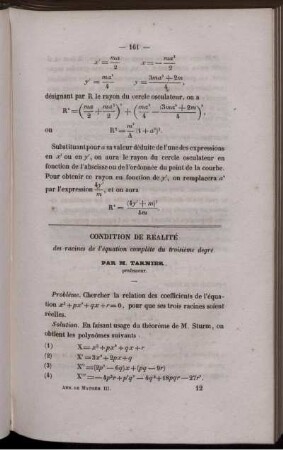 — 161 —
x' = ma/2   x = — ma³/2
y' = ma²/4   y = (3ma² + 2m)/4,
désignant par R le rayon du cercle osculateur, on a
R² = (ma/2 + ma³/2)² + (ma²/4 — (3ma² + 2m)/4)²,
ou   R² = m²/4 (1 + a²)³.
Substituant pour a sa valeur déduite de l'une des expressions
en x' ou en y', on aura le rayon du cercle osculateur en
fonction de l'abscisse ou de l'ordonnée du point de la courbe.
Pour obtenir ce rayon en fonction de y', on remplacera a²
par l'expression 4y'/m, et on aura
R² = (4y' + m)³/4m
CONDITION DE RÉALITÉ
des racines de l'équation complète du troisième degré
PAR M. TARNIER,
professeur.
Problème. Chercher la relation des coefficients de l'équa-
tion x³ + px² + qx + r = 0, pour que ses trois racines soient
réelles.
Solution. En faisant usage du théorème de M. Sturm, on
obtient les polynômes suivants
(1) X = x³ + px² + qx + r
(2) X' = 3x² + 2px + q
(3) X'' = (2p² — 6q)x + (pq — 9r)
(4) X''' = — 4p³r + p²q² — 4q³ + 18pqr — 27r².
12